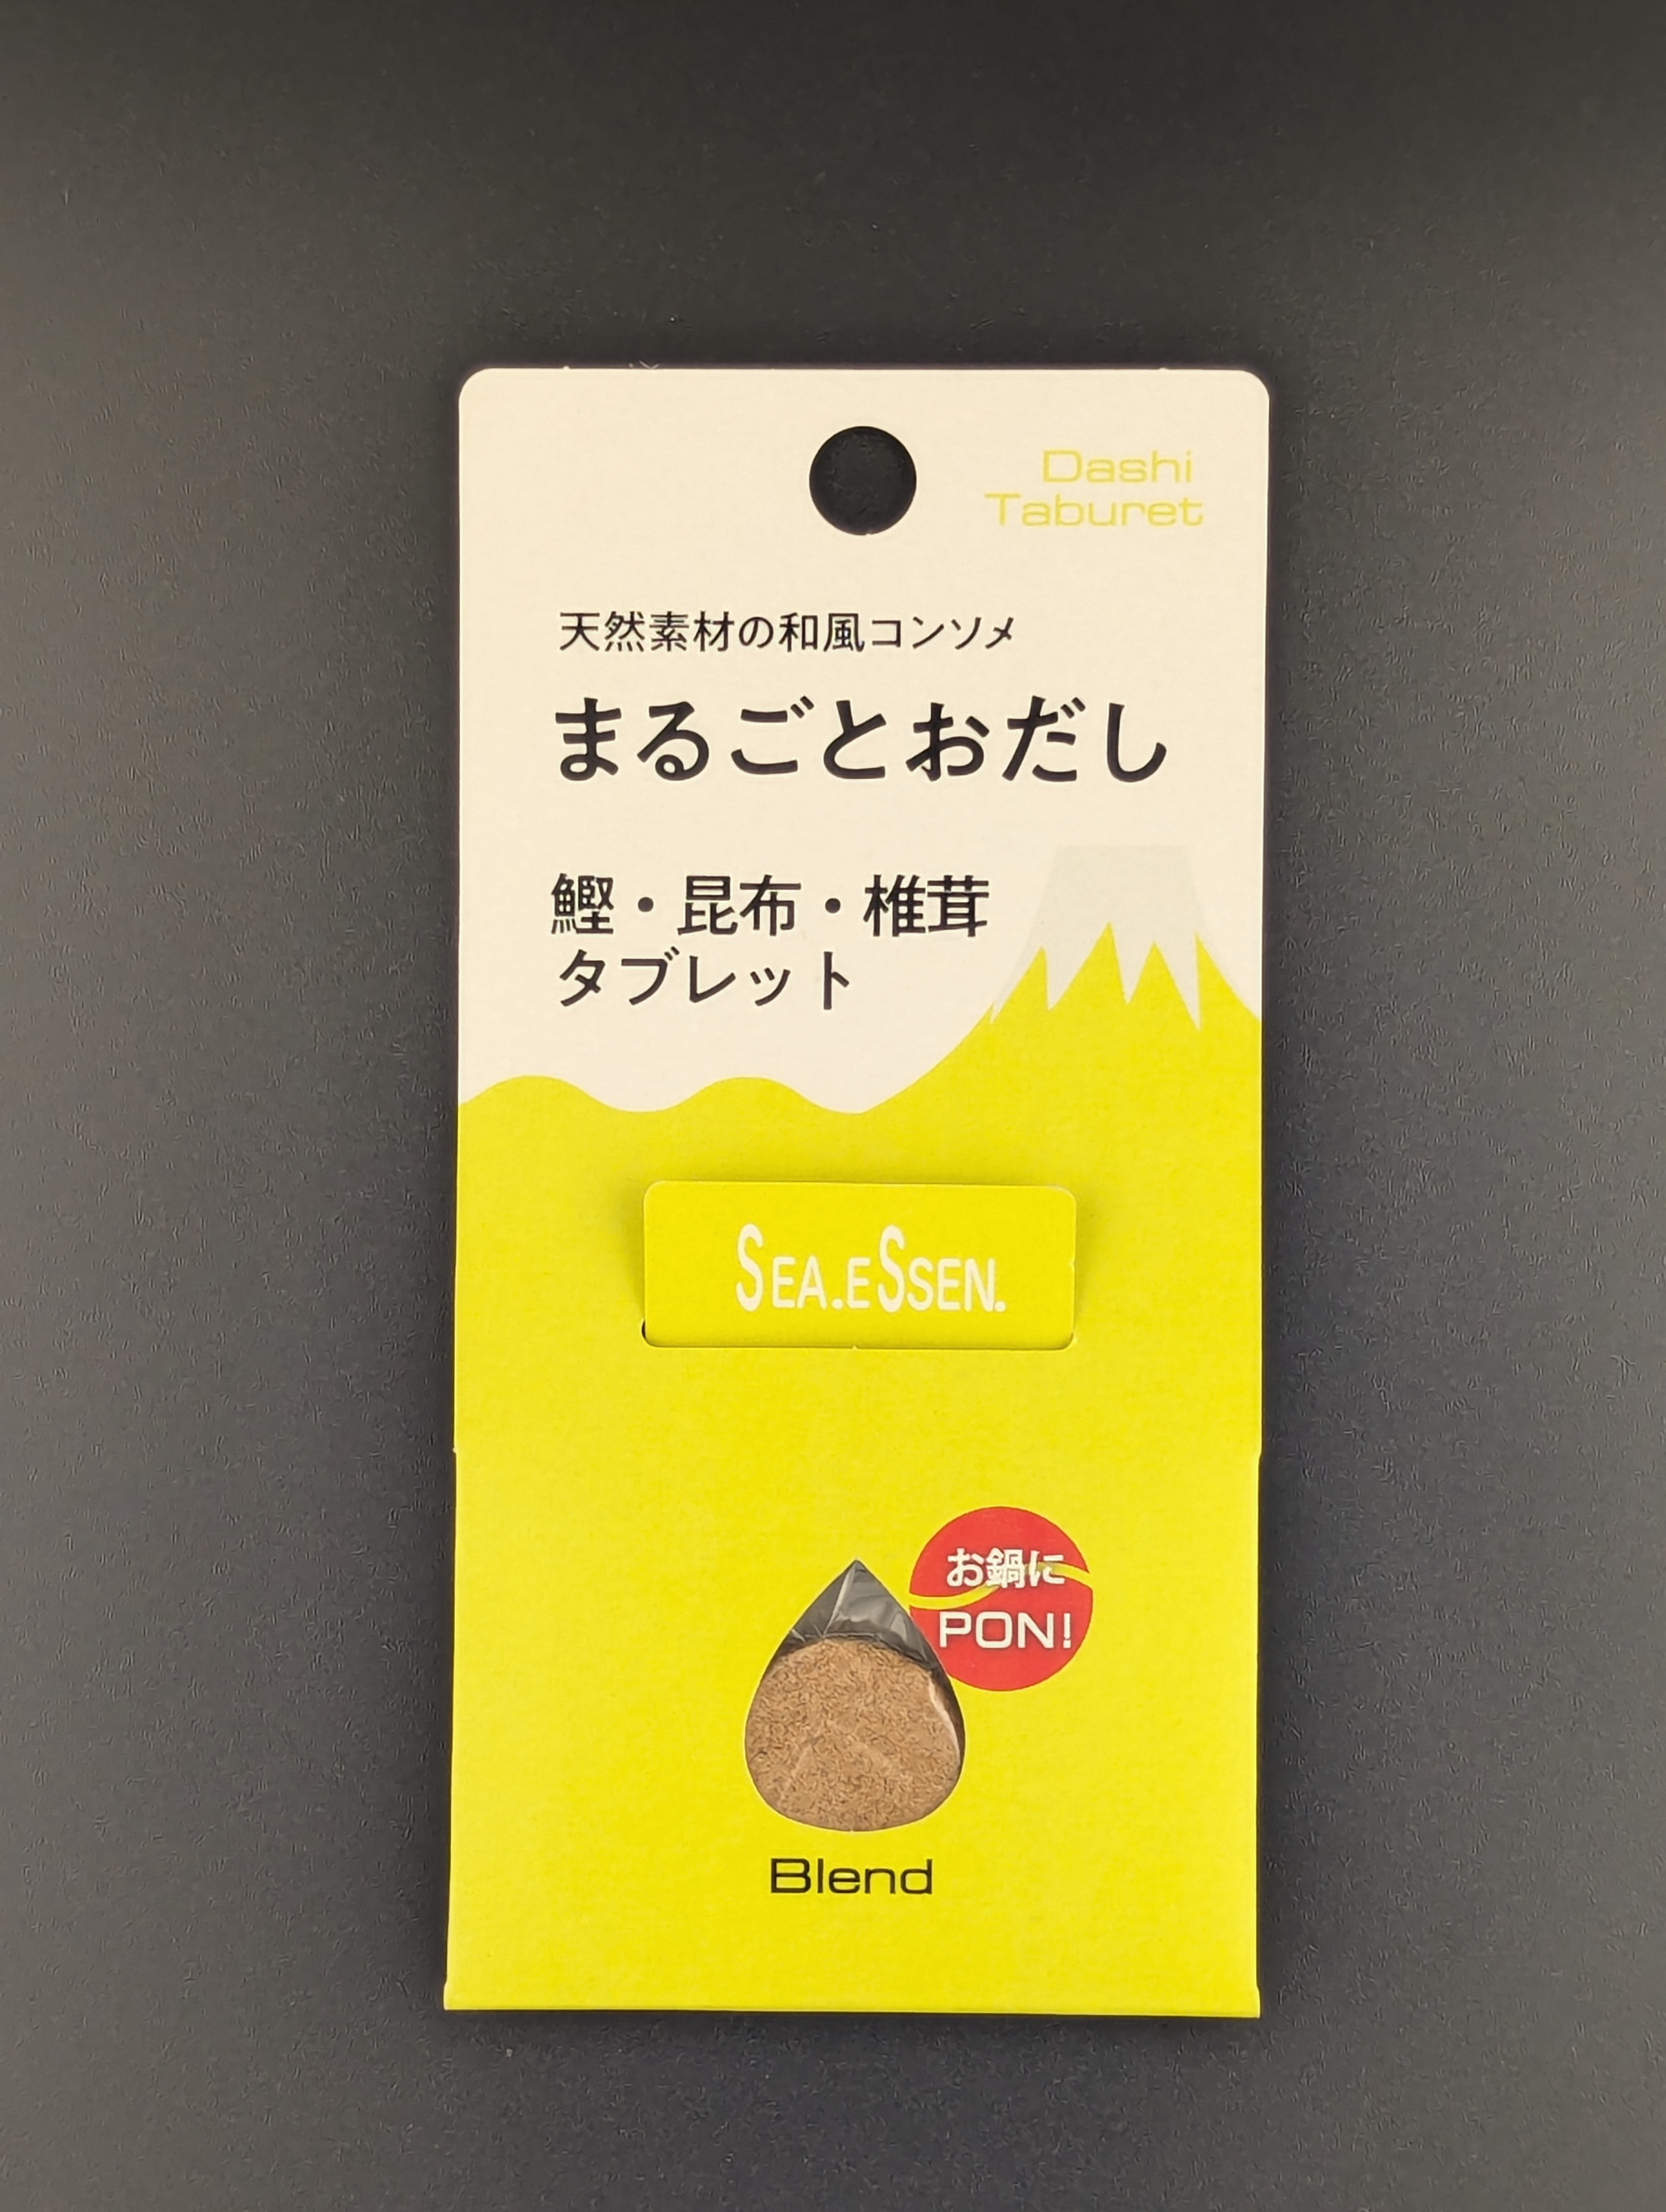 Dashi
Taburet
天然素材の和風コンソメ
まるごとおだし
鰹・昆布・椎茸
タブレット
SEA.ESSEN.
お鍋に
PON!
Blend